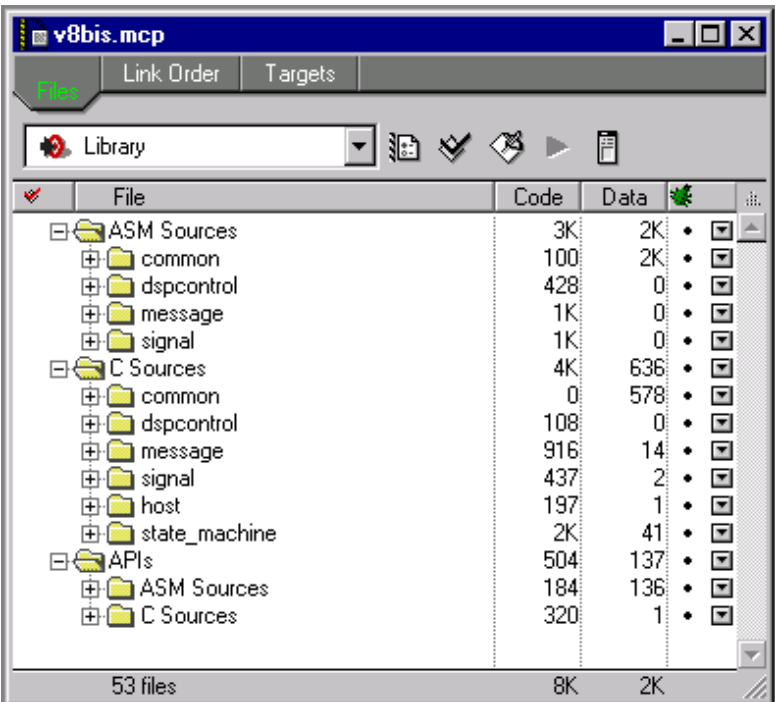 v8bis.mcp
Files Link Order Targets
Library
File Code Data
ASM Sources 3K 2K
common 100 2K
dspcontrol 428 0
message 1K 0
signal 1K 0
C Sources 4K 636
common 0 578
dspcontrol 108 0
message 916 14
signal 437 2
host 197 1
state_machine 2K 41
APIs 504 137
ASM Sources 184 136
C Sources 320 1
53 files 8K 2K